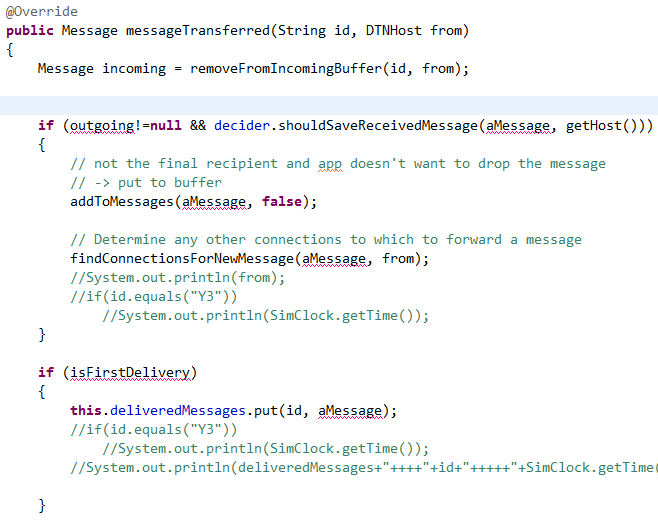 @Override
public Message messageTransferred(String id, DTNHost from)
{
Message incoming = removeFromIncomingBuffer(id, from);
if (outgoing!=null && decider.shouldSaveReceivedMessage(aMessage, getHost()))
{
// not the final recipient and app doesn't want to drop the message
// -> put to buffer
addToMessages(aMessage, false);
// Determine any other connections to which to forward a message
findConnectionsForNewMessage(aMessage, from);
//System.out.println(from);
//if(id.equals("Y3"))
//System.out.println(SimClock.getTime());
}
if (isFirstDelivery)
{
this.deliveredMessages.put(id, aMessage);
//if(id.equals("Y3"))
//System.out.println(SimClock.getTime());
//System.out.println(deliveredMessages+"++++"+id+"+++++"+SimClock.getTime(
}